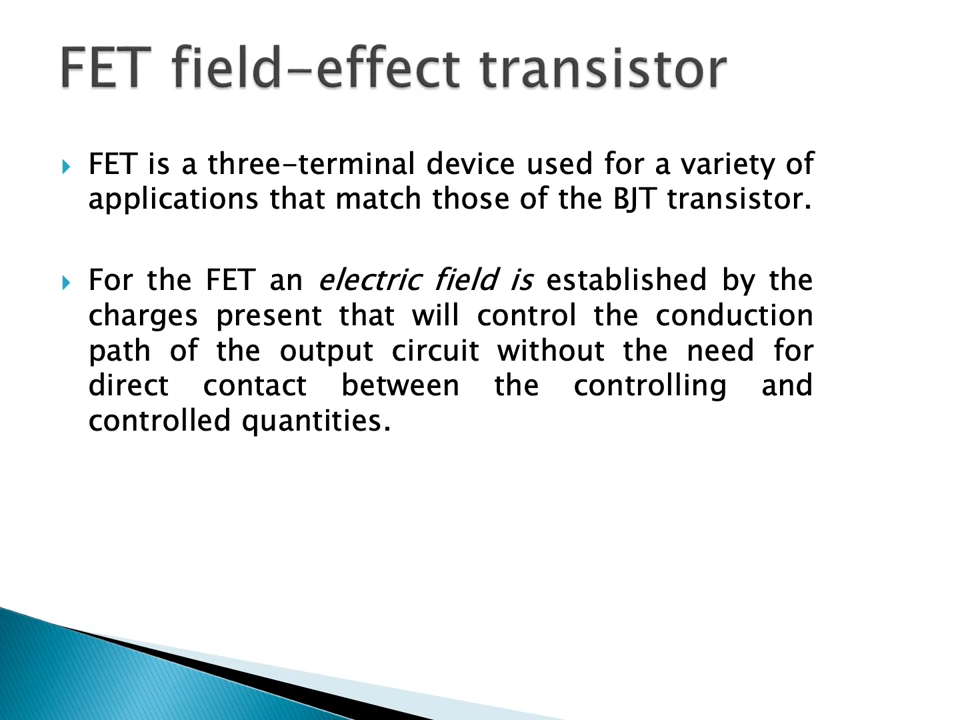 FET field-effect transistor
FET is a three-terminal device used for a variety of
applications that match those of the BJT transistor.
For the FET an electric field is established by the
charges present that will control the conduction
path of the output circuit without the need for
direct contact between the controlling and
controlled quantities.